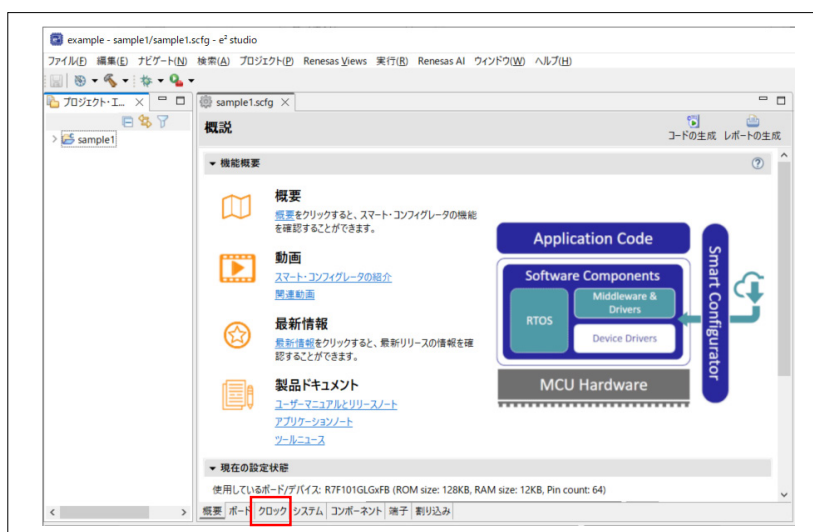 example - sample1/sample1.scfg - e² studio
ファイル(F) 編集(E) ナビゲート(N) 検索(A) プロジェクト(P) Renesas Views 実行(R) Renesas AI ウィンドウ(W) ヘルプ(H)
プロジェクト・エ...
sample1.scfg
概説
コードの生成 レポートの生成
sample1
機能概要
概要
概要をクリックすると、スマート・コンフィグレータの機能
を確認することができます。
動画
スマート・コンフィグレータの紹介
関連動画
最新情報
最新情報をクリックすると、最新リリースの情報を確
認することができます。
製品ドキュメント
ユーザーマニュアルとリリースノート
アプリケーションノート
ツールニュース
Application Code
Software Components
RTOS
Middleware &
Drivers
Device Drivers
MCU Hardware
Smart Configurator
現在の設定状態
使用しているボード/デバイス: R7F101GLGxFB (ROM size: 128KB, RAM size: 12KB, Pin count: 64)
概要 ボード クロック システム コンポーネント 端子 割り込み